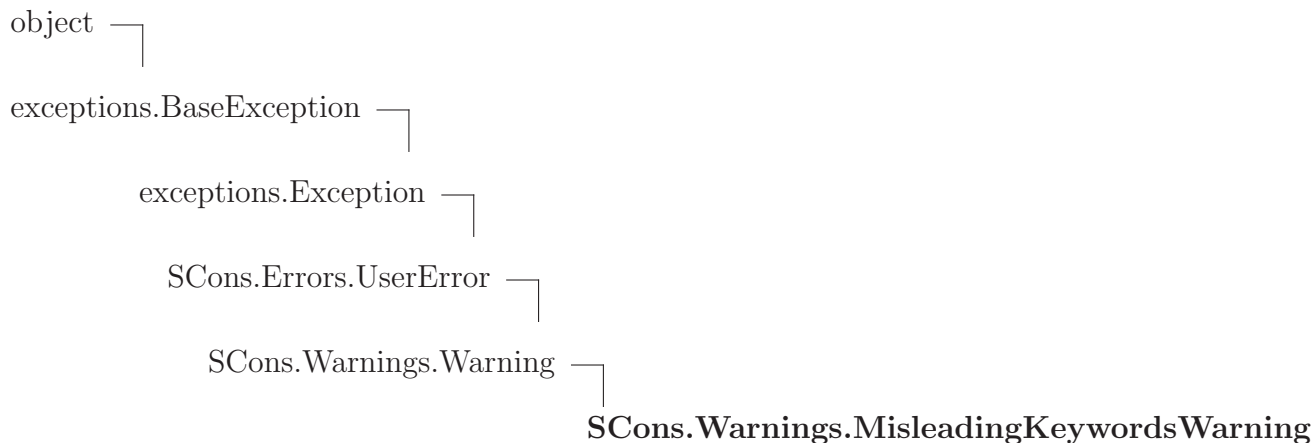 object
exceptions.BaseException
exceptions.Exception
SCons.Errors.UserError
SCons.Warnings.Warning
SCons.Warnings.MisleadingKeywordsWarning